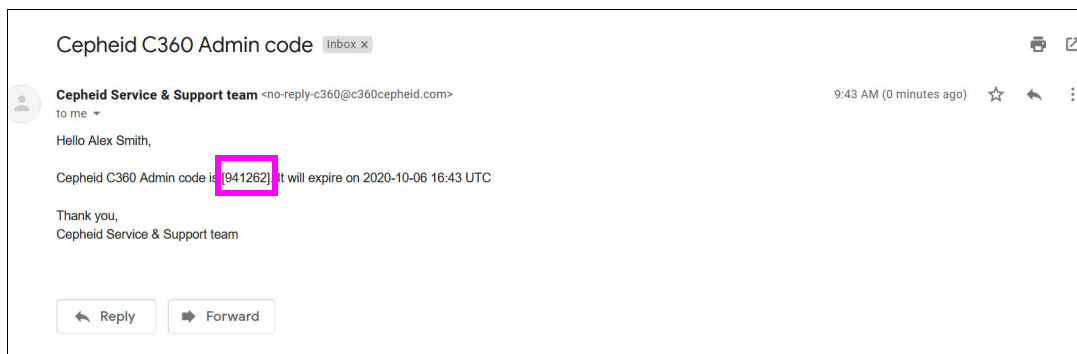 Cepheid C360 Admin code Inbox x
Cepheid Service & Support team <no-reply-c360@c360cepheid.com> 9:43 AM (0 minutes ago)
to me
Hello Alex Smith,
Cepheid C360 Admin code is [941262]. It will expire on 2020-10-06 16:43 UTC
Thank you,
Cepheid Service & Support team
Reply Forward